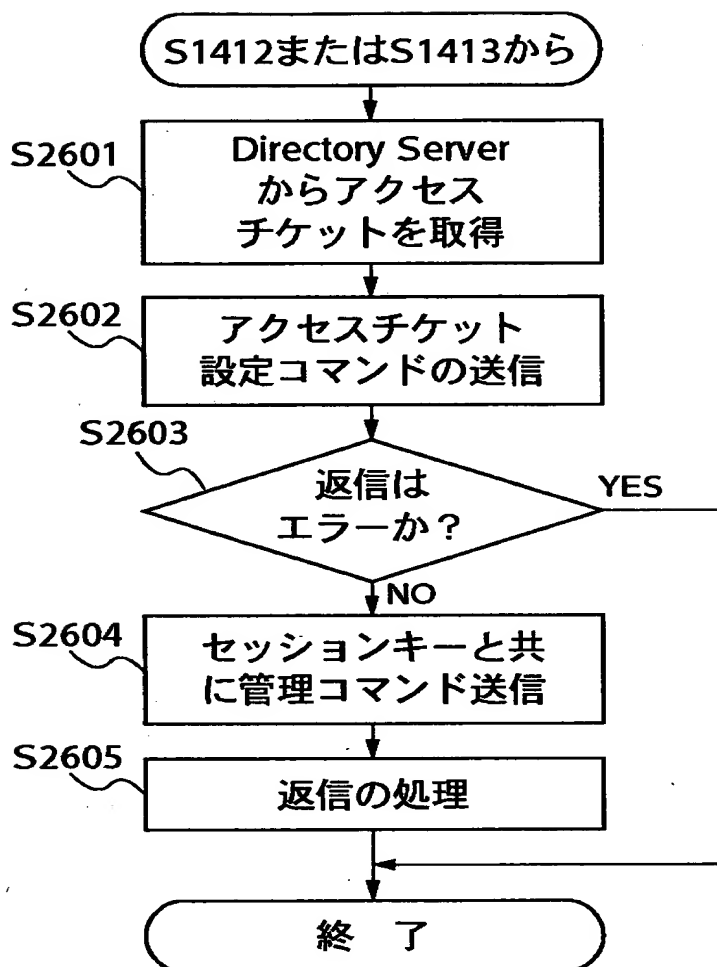 S1412またはS1413から
S2601
Directory Server
からアクセス
チケットを取得
S2602
アクセスチケット
設定コマンドの送信
S2603
返信は
エラーか？
YES
NO
S2604
セッションキーと共
に管理コマンド送信
S2605
返信の処理
終 了